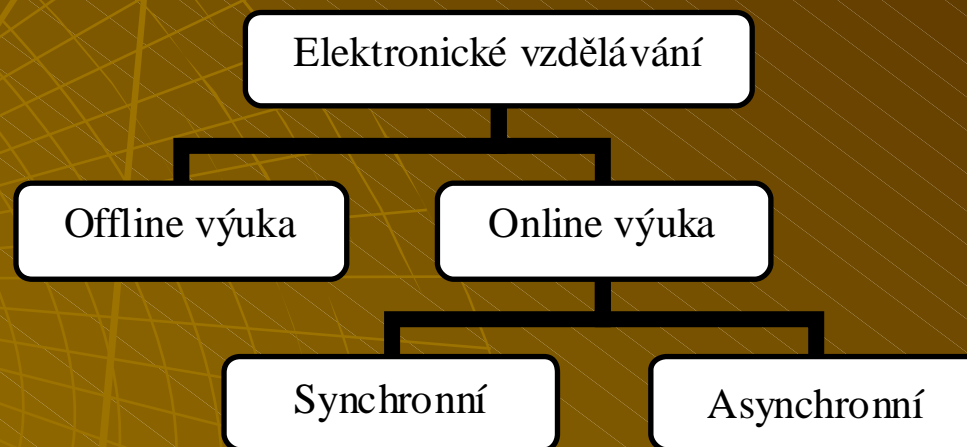 Elektronické vzdělávání
Offline výuka
Online výuka
Synchronní
Asynchronní